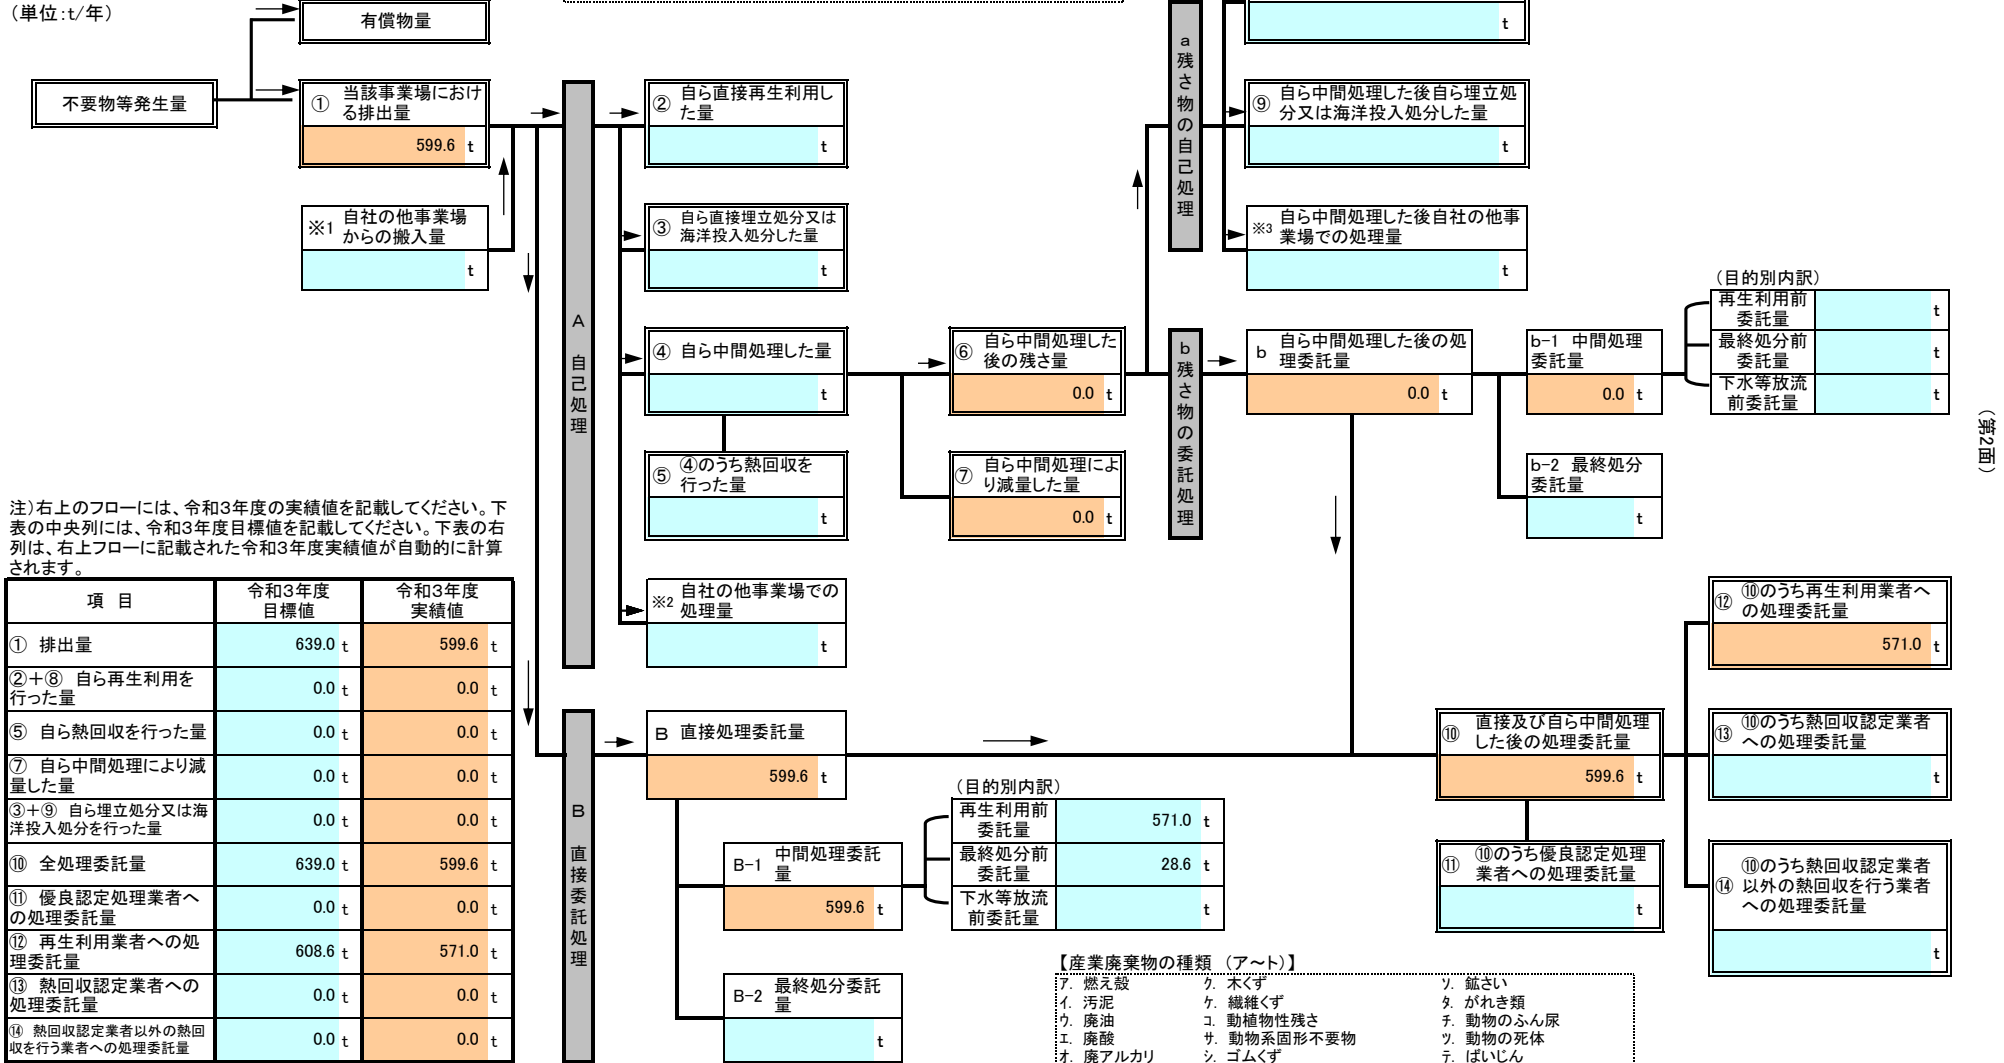 （単位：t/年）
有償物量
不要物等発生量
① 当該事業場におけ
る排出量
599.6 t
※1 自社の他事業場
からの搬入量
t
A 自己処理
② 自ら直接再生利用し
た量
t
③ 自ら直接埋立処分又は
海洋投入処分した量
t
④ 自ら中間処理した量
t
⑤ ④のうち熱回収を
行った量
t
※2 自社の他事業場での
処理量
t
⑥ 自ら中間処理した
後の残さ量
0.0 t
⑦ 自ら中間処理によ
り減量した量
0.0 t
a 残さ物の自己処理
t
⑨ 自ら中間処理した後自ら埋立処
分又は海洋投入処分した量
t
※3 自ら中間処理した後自社の他事
業場での処理量
t
b 残さ物の委託処理
b 自ら中間処理した後の処
理委託量
0.0 t
b-1 中間処理
委託量
0.0 t
b-2 最終処分
委託量
t
（目的別内訳）
再生利用前
委託量
t
最終処分前
委託量
t
下水等放流
前委託量
t
（第2面）
注）右上のフローには、令和3年度の実績値を記載してください。下
表の中央列には、令和3年度目標値を記載してください。下表の右
列は、右上フローに記載された令和3年度実績値が自動的に計算
されます。
項 目
令和3年度
目標値
令和3年度
実績値
① 排出量
639.0 t
599.6 t
②＋⑧ 自ら再生利用を
行った量
0.0 t
0.0 t
⑤ 自ら熱回収を行った量
0.0 t
0.0 t
⑦ 自ら中間処理により減
量した量
0.0 t
0.0 t
③＋⑨ 自ら埋立処分又は海
洋投入処分を行った量
0.0 t
0.0 t
⑩ 全処理委託量
639.0 t
599.6 t
⑪ 優良認定処理業者へ
の処理委託量
0.0 t
0.0 t
⑫ 再生利用業者への処
理委託量
608.6 t
571.0 t
⑬ 熱回収認定業者への
処理委託量
0.0 t
0.0 t
⑭ 熱回収認定業者以外の熱回
収を行う業者への処理委託量
0.0 t
0.0 t
B 直接委託処理
B 直接処理委託量
599.6 t
B-1 中間処理委託
量
599.6 t
B-2 最終処分委託
量
t
（目的別内訳）
再生利用前
委託量
571.0 t
最終処分前
委託量
28.6 t
下水等放流
前委託量
t
⑩ 直接及び自ら中間処理
した後の処理委託量
599.6 t
⑪ ⑩のうち優良認定処理
業者への処理委託量
t
⑫ ⑩のうち再生利用業者へ
の処理委託量
571.0 t
⑬ ⑩のうち熱回収認定業者
への処理委託量
t
⑭ ⑩のうち熱回収認定業者
以外の熱回収を行う業者
への処理委託量
t
【産業廃棄物の種類 （ア～ト）】
ア. 燃え殻 ク. 木くず ソ. 鉱さい
イ. 汚泥 ケ. 繊維くず タ. がれき類
ウ. 廃油 コ. 動植物性残さ チ. 動物のふん尿
エ. 廃酸 サ. 動物系固形不要物 ツ. 動物の死体
オ. 廃アルカリ シ. ゴムくず テ. ばいじん